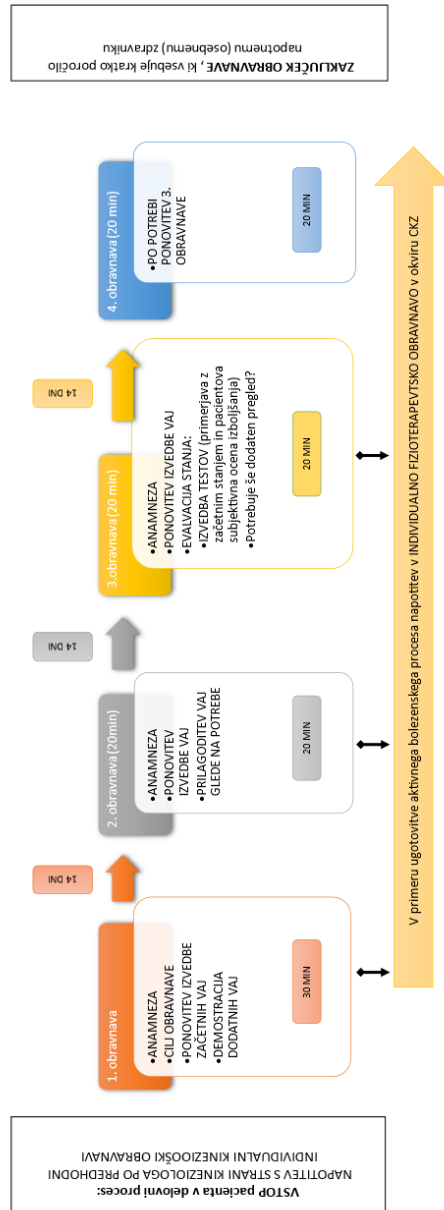 VSTOP pacienta v delovni proces:
NAPOTITEV S STRANI KINEZIOLOGA PO PREDHODNI
INDIVIDUALNI KINEZIOOŠKI OBRAVNAVI
1. obravnava
•ANAMNEZA
•CILI OBRAVNAVE
•PONOVITEV IZVEDBE
ZAČETNIH VAJ
•DEMOSTRACIJA
DODATNIH VAJ
30 MIN
14 DNI
2. obravnava (20min)
•ANAMNEZA
•PONOVITEV
IZVEDBE VAJ
•PRILAGODITEV VAJ
GLEDE NA POTREBE
20 MIN
14 DNI
3.obravnava (20 min)
•ANAMNEZA
•PONOVITEV IZVEDBE VAJ
•EVALVACIJA STANJA:
•IZVEDBA TESTOV (primerjava z
začetnim stanjem in pacientova
subjektivna ocena izboljšanja)
•Potrebuje še dodaten pregled?
20 MIN
14 DNI
4. obravnava (20 min)
•PO POTREBI
PONOVITEV 3.
OBRAVNAVE
20 MIN
V primeru ugotovitve aktivnega bolezenskega procesa napotitev v INDIVIDUALNO FIZIOTERAPEVTSKO OBRAVNAVO v okviru CKZ
ZAKLJUČEK OBRAVNAVE , ki vsebuje kratko poročilo
napotnemu (osebnemu) zdravniku